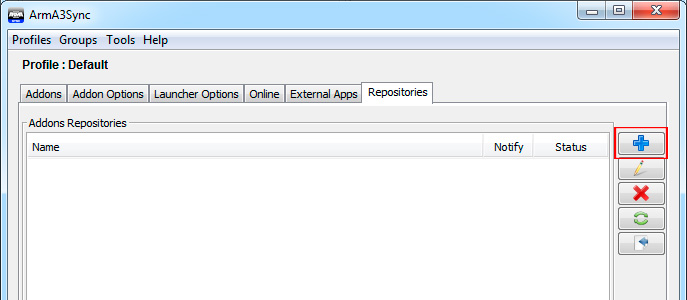 ArmA3Sync
Profiles Groups Tools Help
Profile : Default
Addons Addon Options Launcher Options Online External Apps Repositories
Addons Repositories
Name Notify Status